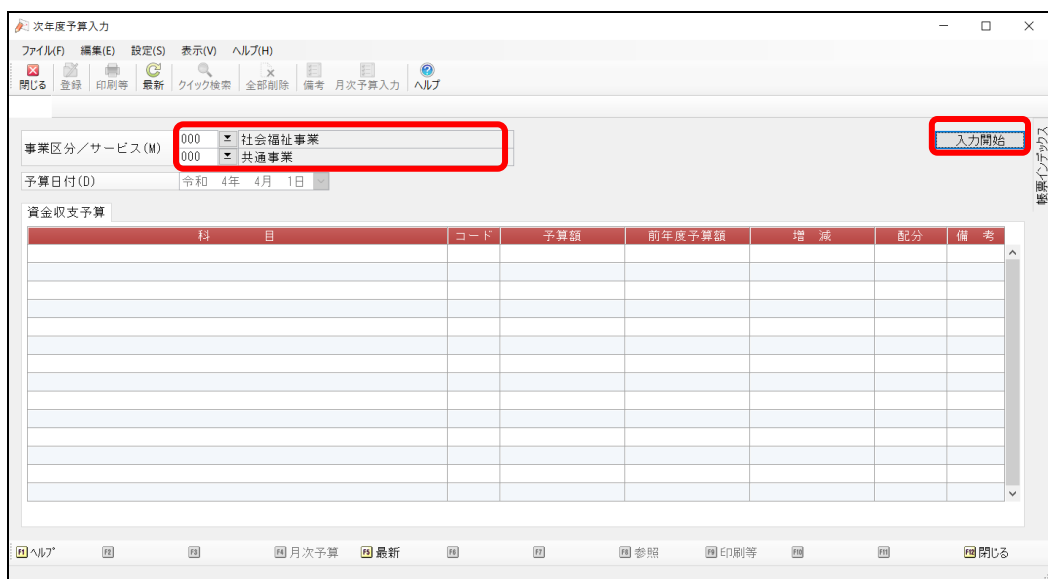 次年度予算入力
ファイル(F) 編集(E) 設定(S) 表示(V) ヘルプ(H)
閉じる 登録 印刷等 最新 クイック検索 全部削除 備考 月次予算入力 ヘルプ
事業区分/サービス(M) 000 社会福祉事業
000 共通事業
入力開始
帳票インデックス
予算日付(D) 令和 4年 4月 1日
資金収支予算
科 目 コード 予算額 前年度予算額 増 減 配分 備 考
F1 ヘルプ F2 F3 F4 月次予算 F5 最新 F6 F7 F8 参照 F9 印刷等 F10 F11 F12 閉じる